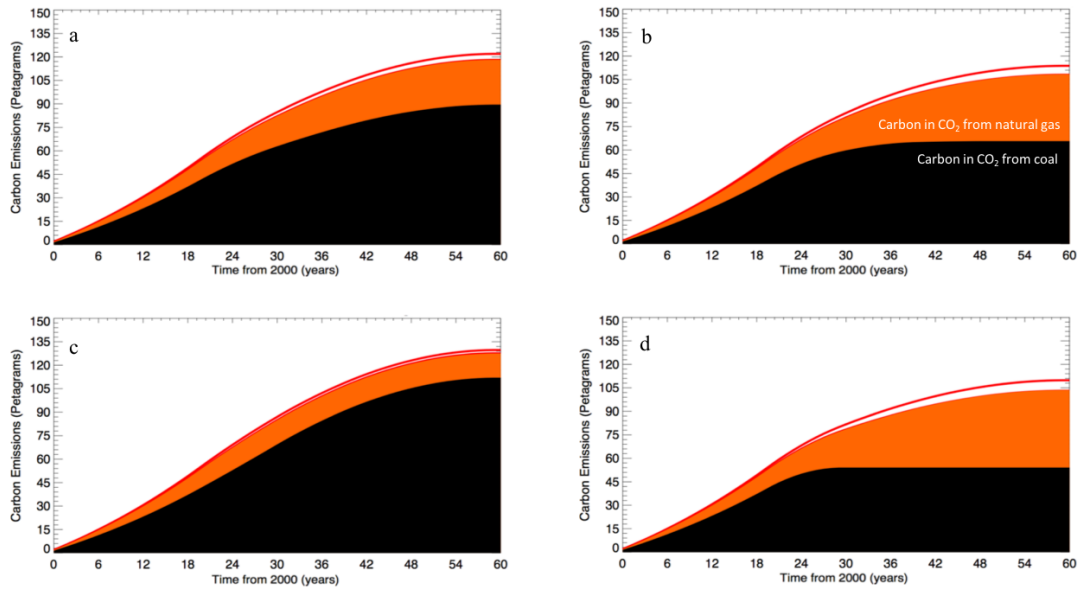 a
Carbon Emissions (Petagrams)
150
135
120
105
90
75
60
45
30
15
0
0 6 12 18 24 30 36 42 48 54 60
Time from 2000 (years)
b
Carbon Emissions (Petagrams)
150
135
120
105
90
75
60
45
30
15
0
Carbon in CO₂ from natural gas
Carbon in CO₂ from coal
0 6 12 18 24 30 36 42 48 54 60
Time from 2000 (years)
c
Carbon Emissions (Petagrams)
150
135
120
105
90
75
60
45
30
15
0
0 6 12 18 24 30 36 42 48 54 60
Time from 2000 (years)
d
Carbon Emissions (Petagrams)
150
135
120
105
90
75
60
45
30
15
0
0 6 12 18 24 30 36 42 48 54 60
Time from 2000 (years)